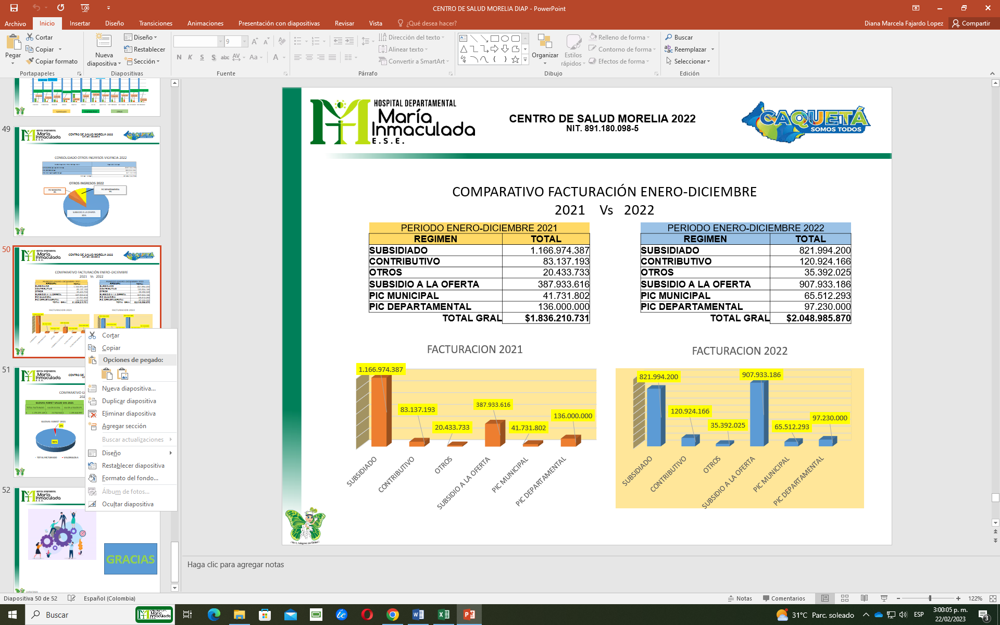 CENTRO DE SALUD MORELIA DIAP - PowerPoint
Archivo Inicio Insertar Diseño Transiciones Animaciones Presentación con diapositivas Revisar Vista ¿Qué desea hacer? Diana Marcela Fajardo Lopez Compartir
Pegar
Cortar
Copiar
Copiar formato
Portapapeles
Nueva diapositiva
Diseño
Restablecer
Sección
Diapositivas
9
N K S S abc AV Aa A
Fuente
Dirección del texto
Alinear texto
Convertir a SmartArt
Párrafo
Organizar
Estilos rápidos
Relleno de forma
Contorno de forma
Efectos de forma
Dibujo
Buscar
Reemplazar
Seleccionar
Edición
49
HOSPITAL DEPARTAMENTAL
María
Inmaculada
CENTRO DE SALUD MORELIA 2022
CONSOLIDADO OTROS INGRESOS VIGENCIA 2022
OTROS INGRESOS 2022
PIC MUNICIPAL
PIC DEPARTAMENTAL
SUBSIDIO A LA OFERTA
50
María
Inmaculada
CENTRO DE SALUD MORELIA 2022
COMPARATIVO FACTURACIÓN ENERO-DICIEMBRE
2021 Vs 2022
FACTURACION 2021
FACTURACION 2022
51
María
Inmaculada
CENTRO DE
GLOSAS ASMET SALUD SAS 2021
GLOSAS ASMET 2021
2%
98%
TOTAL FACTURADO
52
María
Inmaculada
GRACIAS
Cortar
Copiar
Opciones de pegado:
Nueva diapositiva...
Duplicar diapositiva
Eliminar diapositiva
Agregar sección
Buscar actualizaciones
Diseño
Restablecer diapositiva
Formato del fondo...
Álbum de fotos...
Ocultar diapositiva
HOSPITAL DEPARTAMENTAL
María
Inmaculada
E.S.E.
CENTRO DE SALUD MORELIA 2022
NIT. 891.180.098-5
CAQUETÁ
SOMOS TODOS
COMPARATIVO FACTURACIÓN ENERO-DICIEMBRE
2021 Vs 2022
PERIODO ENERO-DICIEMBRE 2021
REGIMEN TOTAL
SUBSIDIADO 1.166.974.387
CONTRIBUTIVO 83.137.193
OTROS 20.433.733
SUBSIDIO A LA OFERTA 387.933.616
PIC MUNICIPAL 41.731.802
PIC DEPARTAMENTAL 136.000.000
TOTAL GRAL $1.836.210.731
PERIODO ENERO-DICIEMBRE 2022
REGIMEN TOTAL
SUBSIDIADO 821.994.200
CONTRIBUTIVO 120.924.166
OTROS 35.392.025
SUBSIDIO A LA OFERTA 907.933.186
PIC MUNICIPAL 65.512.293
PIC DEPARTAMENTAL 97.230.000
TOTAL GRAL $2.048.985.870
FACTURACION 2021
1.166.974.387
83.137.193
20.433.733
387.933.616
41.731.802
136.000.000
SUBSIDIADO
CONTRIBUTIVO
OTROS
SUBSIDIO A LA OFERTA
PIC MUNICIPAL
PIC DEPARTAMENTAL
FACTURACION 2022
821.994.200
120.924.166
35.392.025
907.933.186
65.512.293
97.230.000
SUBSIDIADO
CONTRIBUTIVO
OTROS
SUBSIDIO A LA OFERTA
PIC MUNICIPAL
PIC DEPARTAMENTAL
Haga clic para agregar notas
Diapositiva 50 de 52 Español (Colombia) Notas Comentarios 122%
Buscar
31°C Parc. soleado ESP
3:00:05 p. m.
22/02/2023
3